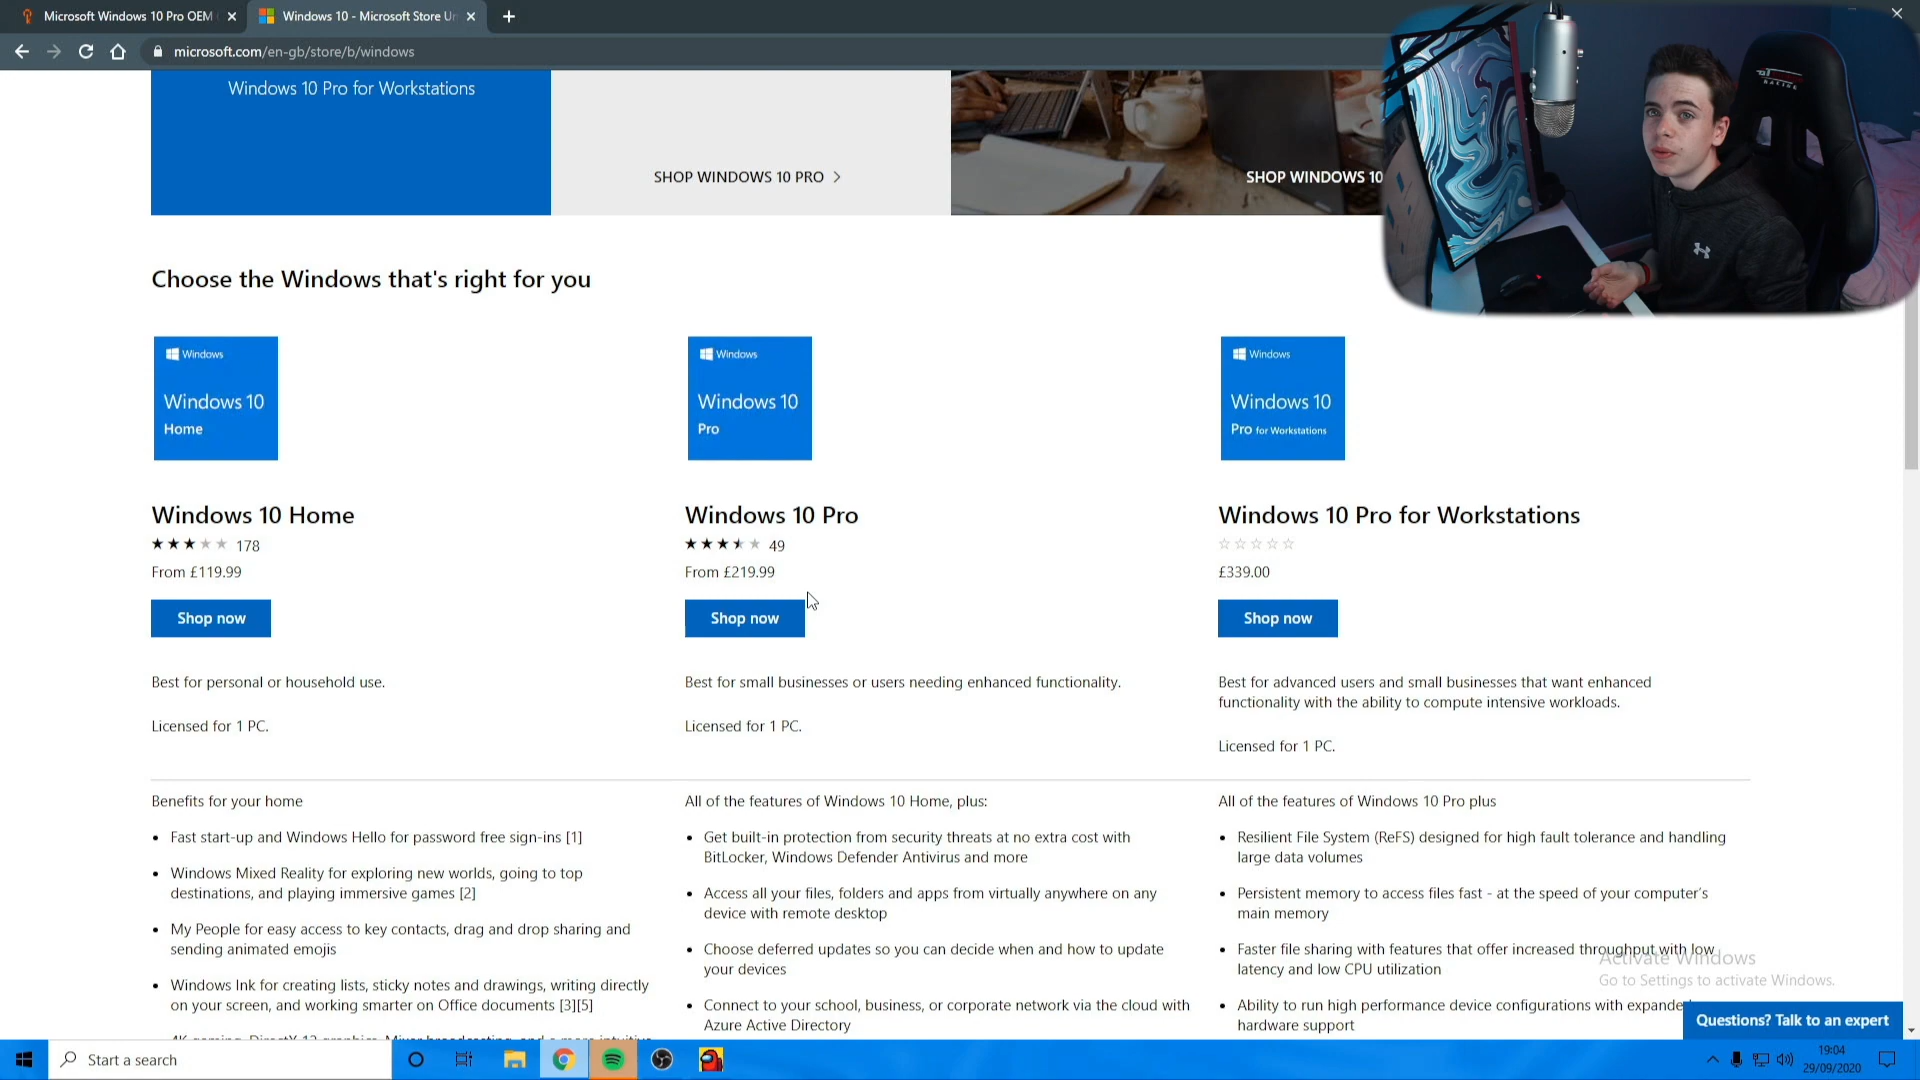 Microsoft Windows 10 Pro OEM
Windows 10 - Microsoft Store Un
microsoft.com/en-gb/store/b/windows
Windows 10 Pro for Workstations
SHOP WINDOWS 10 PRO
SHOP WINDOWS 10
RACING
Choose the Windows that's right for you
Windows
Windows 10
Home
Windows
Windows 10
Pro
Windows
Windows 10
Pro for Workstations
Windows 10 Home
178
From £119.99
Shop now
Best for personal or household use.
Licensed for 1 PC.
Windows 10 Pro
49
From £219.99
Shop now
Best for small businesses or users needing enhanced functionality.
Licensed for 1 PC.
Windows 10 Pro for Workstations
£339.00
Shop now
Best for advanced users and small businesses that want enhanced
functionality with the ability to compute intensive workloads.
Licensed for 1 PC.
Benefits for your home
• Fast start-up and Windows Hello for password free sign-ins [1]
• Windows Mixed Reality for exploring new worlds, going to top
destinations, and playing immersive games [2]
• My People for easy access to key contacts, drag and drop sharing and
sending animated emojis
• Windows Ink for creating lists, sticky notes and drawings, writing directly
on your screen, and working smarter on Office documents [3][5]
All of the features of Windows 10 Home, plus:
• Get built-in protection from security threats at no extra cost with
BitLocker, Windows Defender Antivirus and more
• Access all your files, folders and apps from virtually anywhere on any
device with remote desktop
• Choose deferred updates so you can decide when and how to update
your devices
• Connect to your school, business, or corporate network via the cloud with
Azure Active Directory
All of the features of Windows 10 Pro plus
• Resilient File System (ReFS) designed for high fault tolerance and handling
large data volumes
• Persistent memory to access files fast - at the speed of your computer's
main memory
• Faster file sharing with features that offer increased throughput with low
latency and low CPU utilization
• Ability to run high performance device configurations with expande
hardware support
Activate Windows
Go to Settings to activate Windows.
Questions? Talk to an expert
Start a search
19:04
29/09/2020